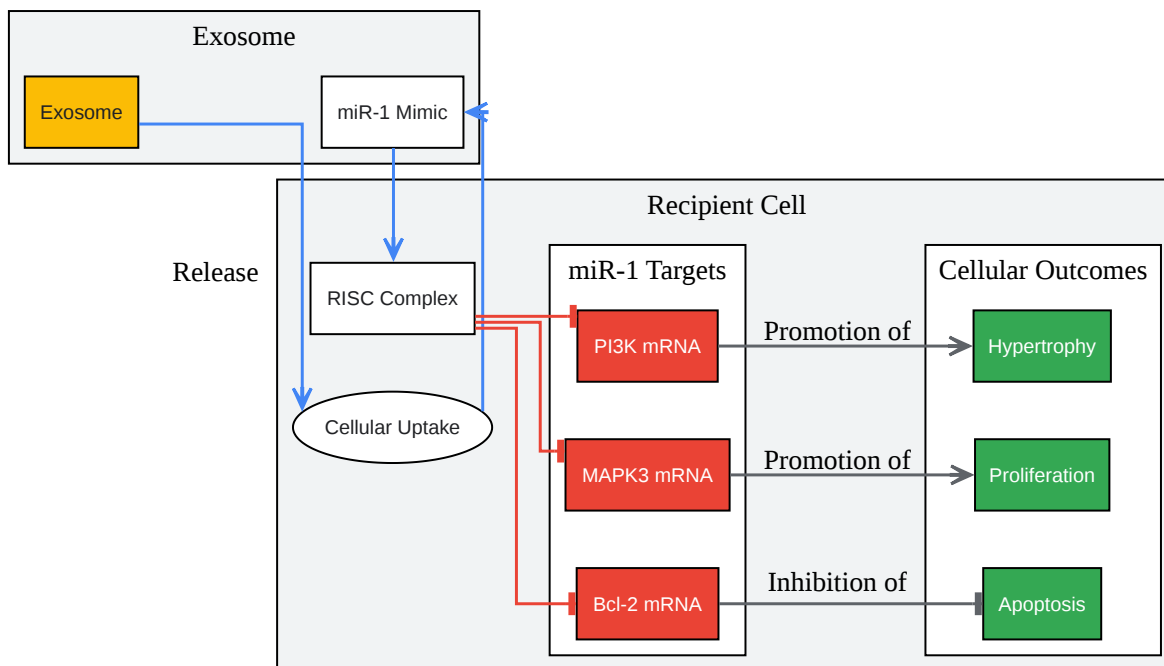 Exosome
Exosome
miR-1 Mimic
Recipient Cell
Release
RISC Complex
Cellular Uptake
miR-1 Targets
PI3K mRNA
MAPK3 mRNA
Bcl-2 mRNA
Promotion of
Promotion of
Inhibition of
Cellular Outcomes
Hypertrophy
Proliferation
Apoptosis